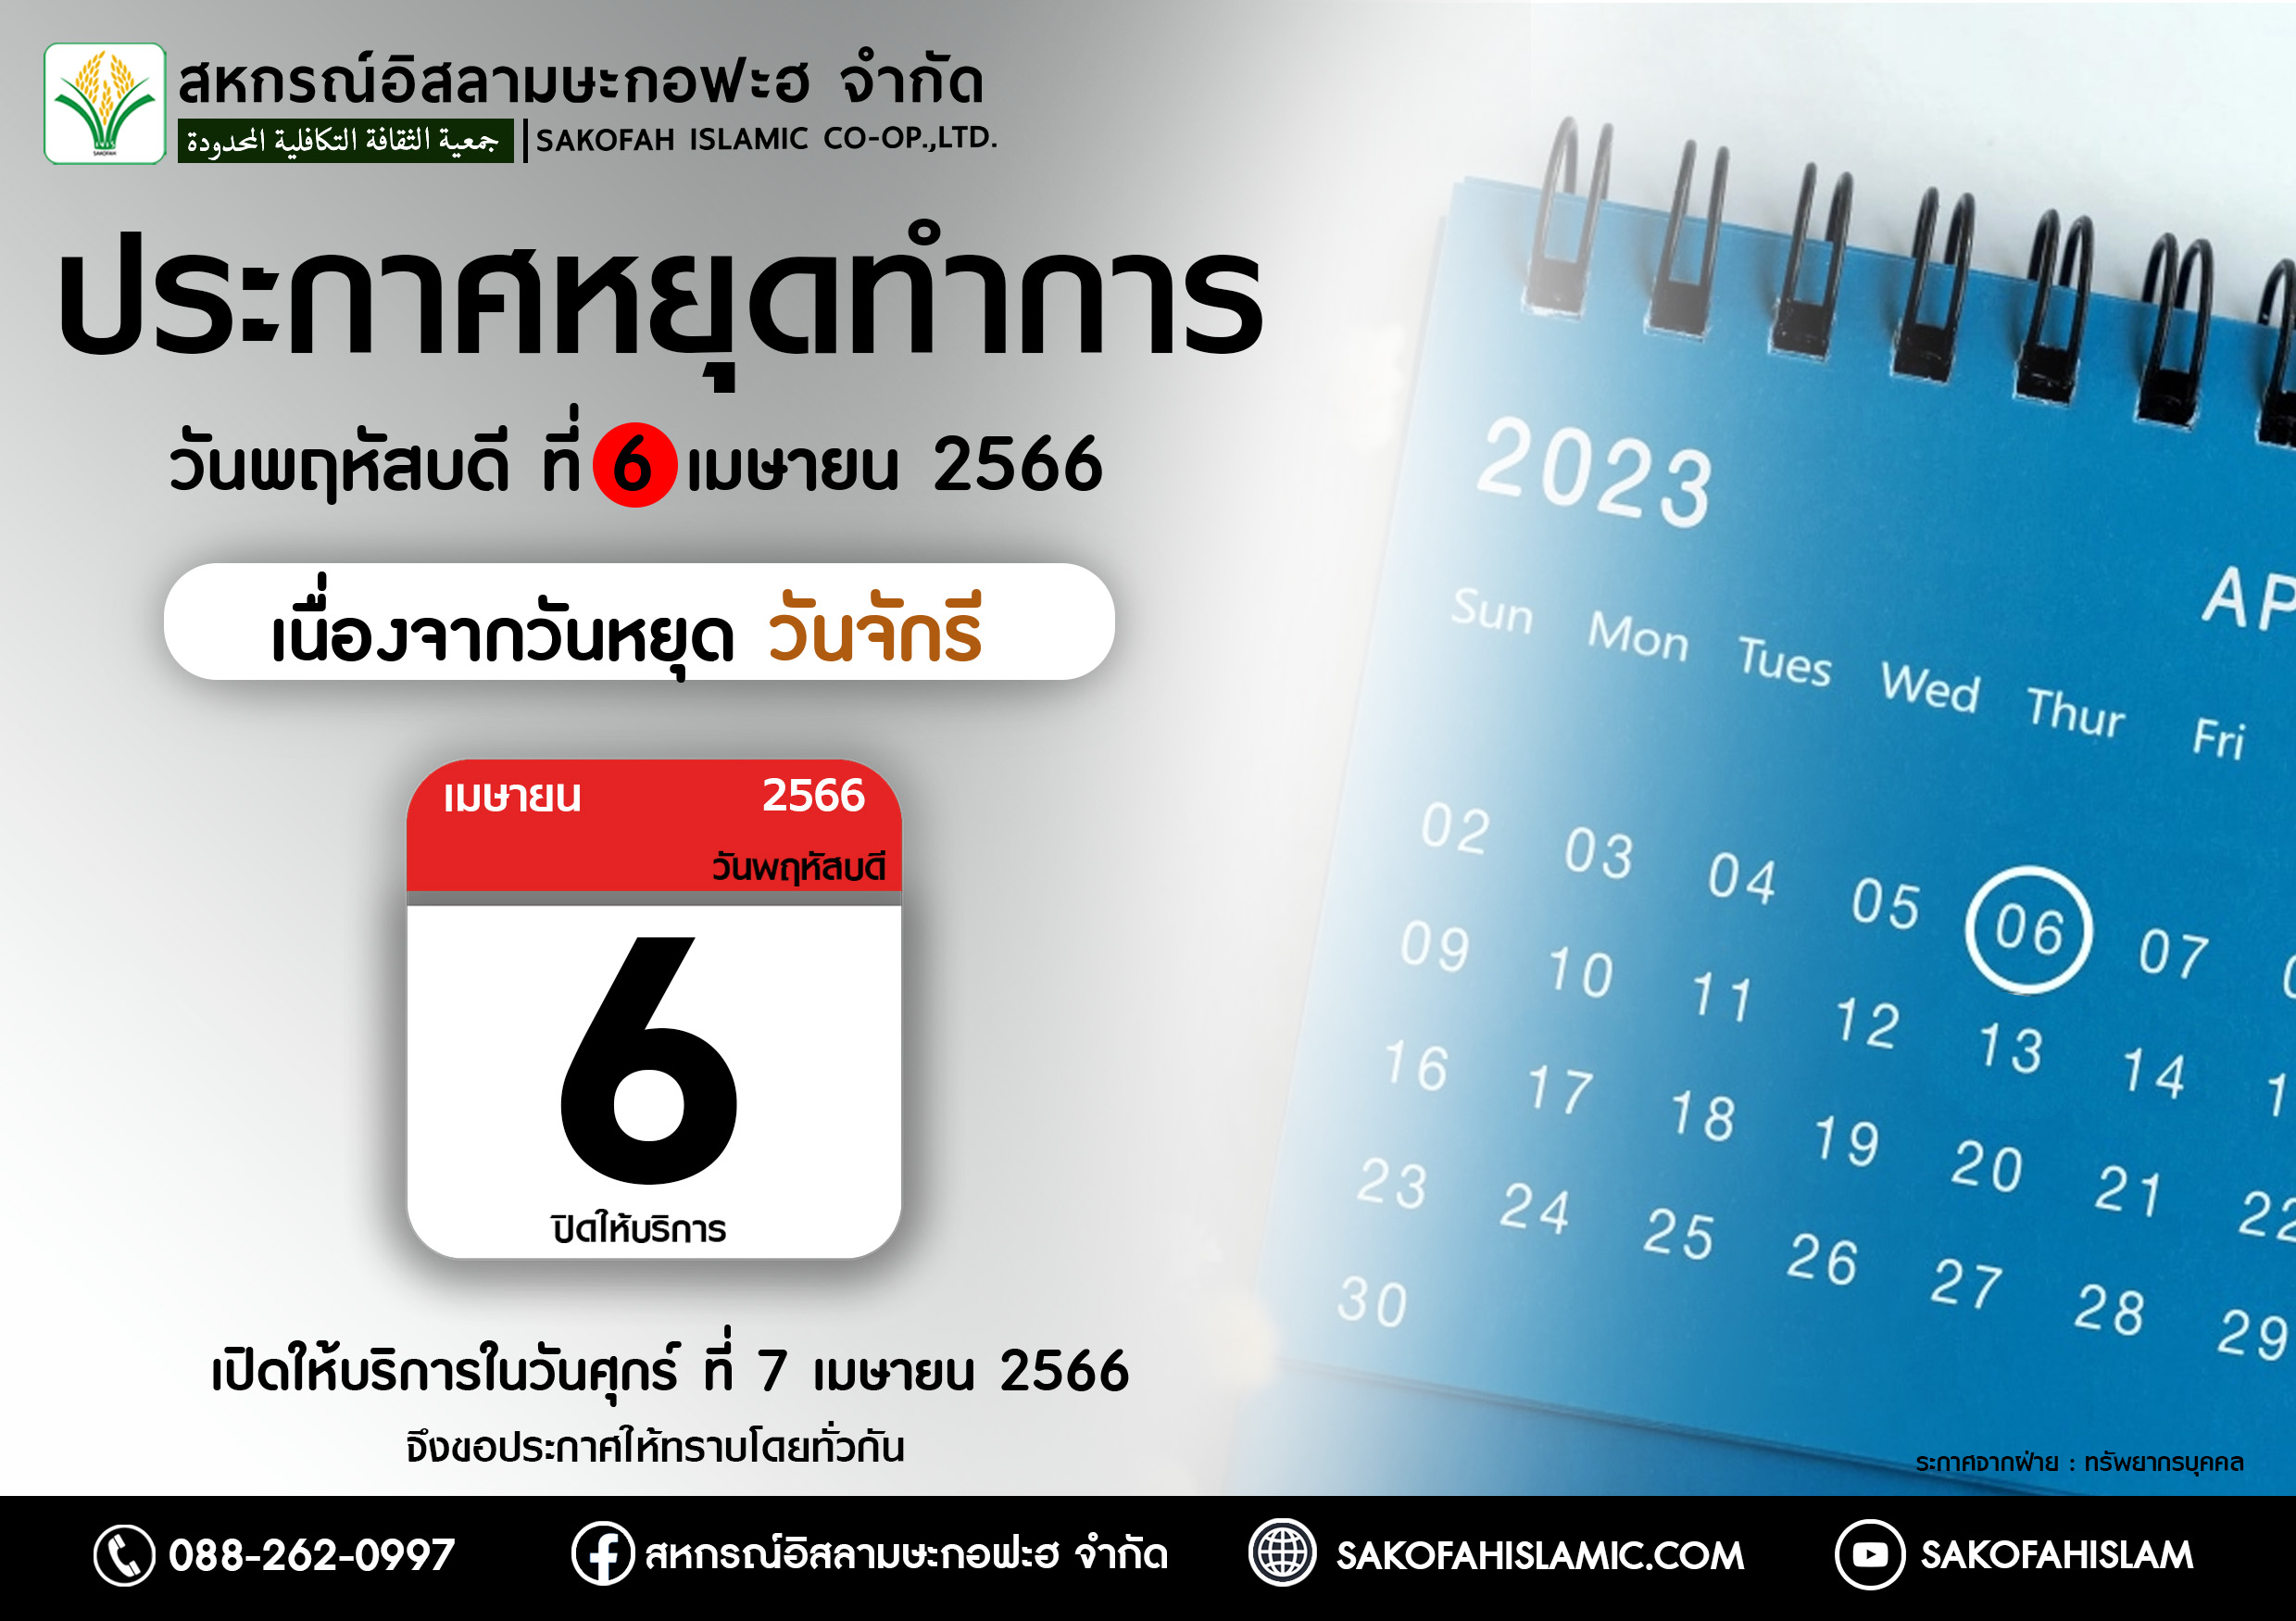 สหกรณ์อิสลามษะกอฟะฮ จำกัด
جمعية الثقافة التكافلية المحدودة
SAKOFAH ISLAMIC CO-OP.,LTD.
SAKOFAH
ประกาศหยุดทำการ
วันพฤหัสบดี ที่ 6 เมษายน 2566
เนื่องจากวันหยุด วันจักรี
เมษายน 2566
วันพฤหัสบดี
6
ปิดให้บริการ
เปิดให้บริการในวันศุกร์ ที่ 7 เมษายน 2566
จึงขอประกาศให้ทราบโดยทั่วกัน
2023
AP
Sun Mon Tues Wed Thur Fri
02 03 04 05 06 07
09 10 11 12 13 14
16 17 18 19 20 21 22
23 24 25 26 27 28 29
30
ระกาศจากฝ่าย : ทรัพยากรบุคคล
088-262-0997
สหกรณ์อิสลามษะกอฟะฮ จำกัด
SAKOFAHISLAMIC.COM
SAKOFAHISLAM